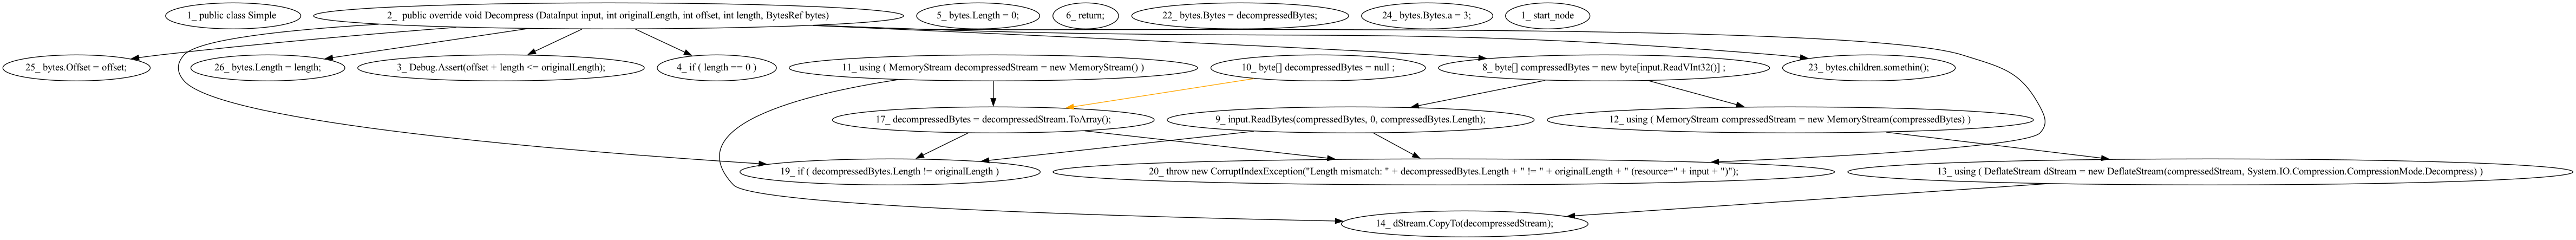 1_ public class Simple
2_ public override void Decompress (DataInput input, int originalLength, int offset, int length, BytesRef bytes)
5_ bytes.Length = 0;
6_ return;
22_ bytes.Bytes = decompressedBytes;
24_ bytes.Bytes.a = 3;
1_ start_node
25_ bytes.Offset = offset;
26_ bytes.Length = length;
3_ Debug.Assert(offset + length <= originalLength);
4_ if ( length == 0 )
11_ using ( MemoryStream decompressedStream = new MemoryStream() )
10_ byte[] decompressedBytes = null ;
8_ byte[] compressedBytes = new byte[input.ReadVInt32()] ;
23_ bytes.children.somethin();
17_ decompressedBytes = decompressedStream.ToArray();
9_ input.ReadBytes(compressedBytes, 0, compressedBytes.Length);
12_ using ( MemoryStream compressedStream = new MemoryStream(compressedBytes) )
19_ if ( decompressedBytes.Length != originalLength )
20_ throw new CorruptIndexException("Length mismatch: " + decompressedBytes.Length + " != " + originalLength + " (resource=" + input + ")");
13_ using ( DeflateStream dStream = new DeflateStream(compressedStream, System.IO.Compression.CompressionMode.Decompress) )
14_ dStream.CopyTo(decompressedStream);